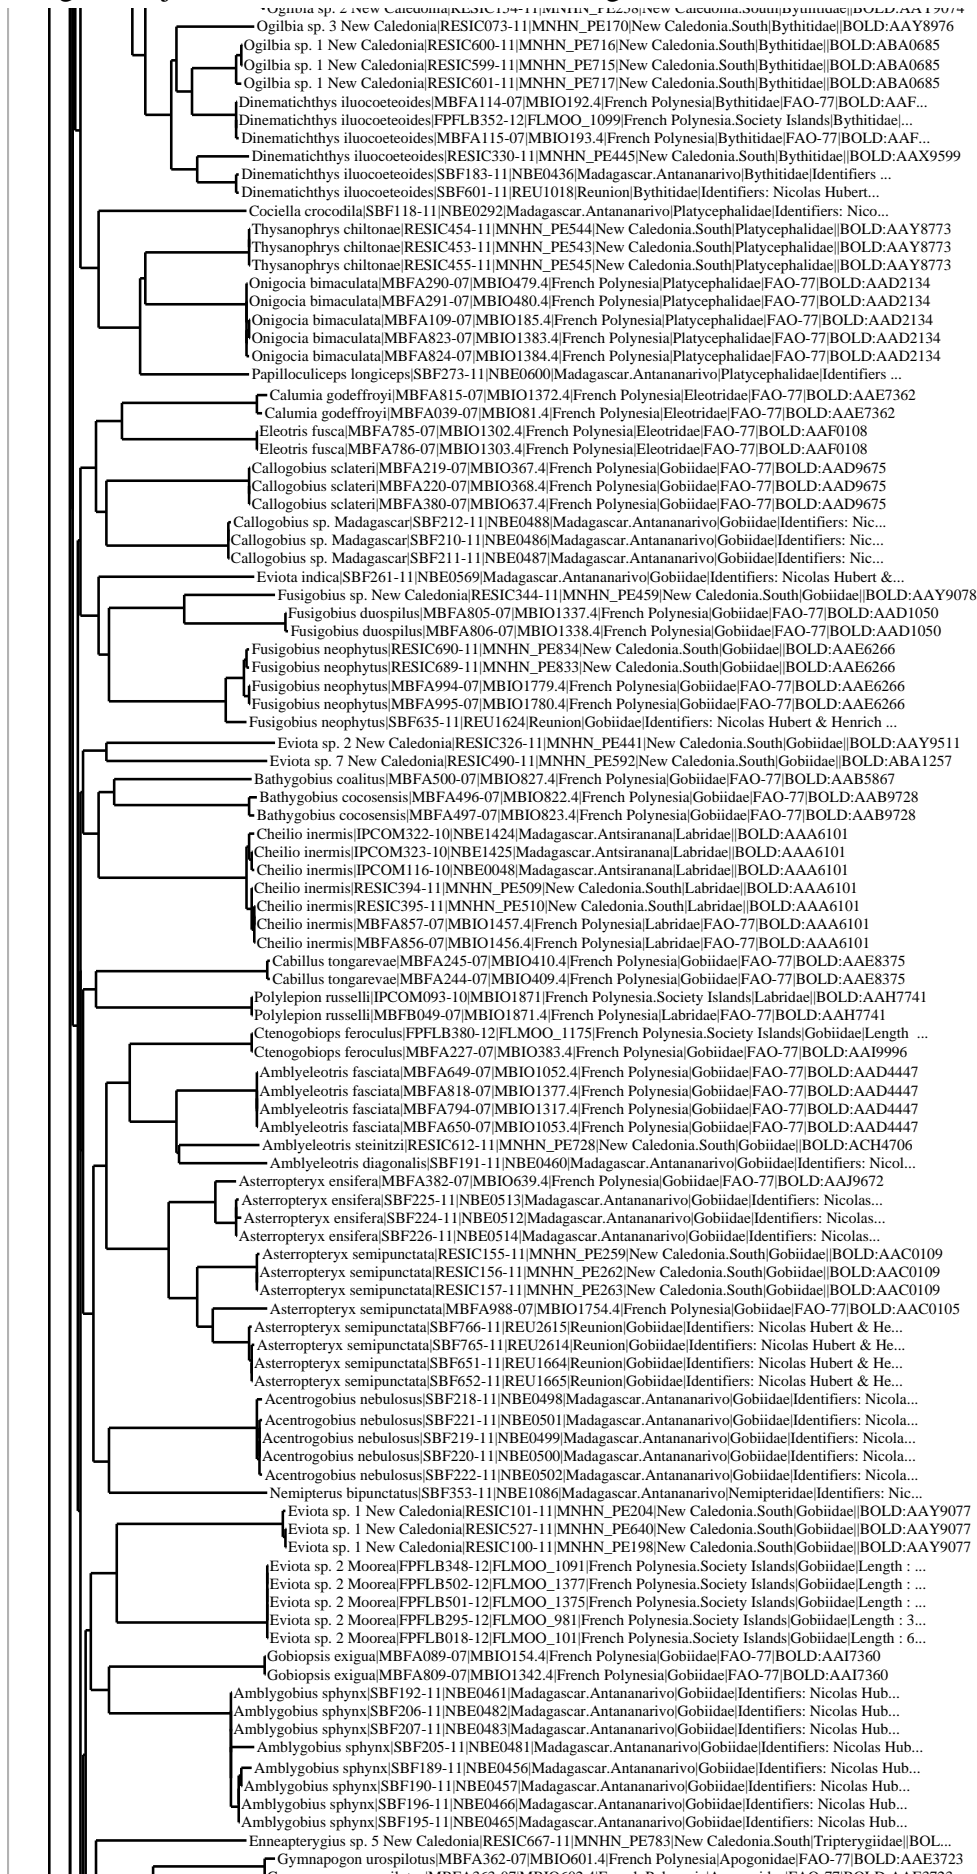 Ogilbia sp. 2 New Caledonia|RESIC154-11|MNHN_PE258|New Caledonia.South|Bythitidae||BOLD:AAY9074
Ogilbia sp. 3 New Caledonia|RESIC073-11|MNHN_PE170|New Caledonia.South|Bythitidae||BOLD:AAY8976
Ogilbia sp. 1 New Caledonia|RESIC600-11|MNHN_PE716|New Caledonia.South|Bythitidae||BOLD:ABA0685
Ogilbia sp. 1 New Caledonia|RESIC599-11|MNHN_PE715|New Caledonia.South|Bythitidae||BOLD:ABA0685
Ogilbia sp. 1 New Caledonia|RESIC601-11|MNHN_PE717|New Caledonia.South|Bythitidae||BOLD:ABA0685
Dinematichthys iluocoeteoides|MBFA114-07|MBIO192.4|French Polynesia|Bythitidae|FAO-77|BOLD:AAF...
Dinematichthys iluocoeteoides|FPFLB352-12|FLMOO_1099|French Polynesia.Society Islands|Bythitidae|...
Dinematichthys iluocoeteoides|MBFA115-07|MBIO193.4|French Polynesia|Bythitidae|FAO-77|BOLD:AAF...
Dinematichthys iluocoeteoides|RESIC330-11|MNHN_PE445|New Caledonia.South|Bythitidae||BOLD:AAX9599
Dinematichthys iluocoeteoides|SBF183-11|NBE0436|Madagascar.Antananarivo|Bythitidae|Identifiers ...
Dinematichthys iluocoeteoides|SBF601-11|REU1018|Reunion|Bythitidae|Identifiers: Nicolas Hubert...
Cociella crocodila|SBF118-11|NBE0292|Madagascar.Antananarivo|Platycephalidae|Identifiers: Nico...
Thysanophrys chiltonae|RESIC454-11|MNHN_PE544|New Caledonia.South|Platycephalidae||BOLD:AAY8773
Thysanophrys chiltonae|RESIC453-11|MNHN_PE543|New Caledonia.South|Platycephalidae||BOLD:AAY8773
Thysanophrys chiltonae|RESIC455-11|MNHN_PE545|New Caledonia.South|Platycephalidae||BOLD:AAY8773
Onigocia bimaculata|MBFA290-07|MBIO479.4|French Polynesia|Platycephalidae|FAO-77|BOLD:AAD2134
Onigocia bimaculata|MBFA291-07|MBIO480.4|French Polynesia|Platycephalidae|FAO-77|BOLD:AAD2134
Onigocia bimaculata|MBFA109-07|MBIO185.4|French Polynesia|Platycephalidae|FAO-77|BOLD:AAD2134
Onigocia bimaculata|MBFA823-07|MBIO1383.4|French Polynesia|Platycephalidae|FAO-77|BOLD:AAD2134
Onigocia bimaculata|MBFA824-07|MBIO1384.4|French Polynesia|Platycephalidae|FAO-77|BOLD:AAD2134
Papilloculiceps longiceps|SBF273-11|NBE0600|Madagascar.Antananarivo|Platycephalidae|Identifiers ...
Calumia godeffroyi|MBFA815-07|MBIO1372.4|French Polynesia|Eleotridae|FAO-77|BOLD:AAE7362
Calumia godeffroyi|MBFA039-07|MBIO81.4|French Polynesia|Eleotridae|FAO-77|BOLD:AAE7362
Eleotris fusca|MBFA785-07|MBIO1302.4|French Polynesia|Eleotridae|FAO-77|BOLD:AAF0108
Eleotris fusca|MBFA786-07|MBIO1303.4|French Polynesia|Eleotridae|FAO-77|BOLD:AAF0108
Callogobius sclateri|MBFA219-07|MBIO367.4|French Polynesia|Gobiidae|FAO-77|BOLD:AAD9675
Callogobius sclateri|MBFA220-07|MBIO368.4|French Polynesia|Gobiidae|FAO-77|BOLD:AAD9675
Callogobius sclateri|MBFA380-07|MBIO637.4|French Polynesia|Gobiidae|FAO-77|BOLD:AAD9675
Callogobius sp. Madagascar|SBF212-11|NBE0488|Madagascar.Antananarivo|Gobiidae|Identifiers: Nic...
Callogobius sp. Madagascar|SBF210-11|NBE0486|Madagascar.Antananarivo|Gobiidae|Identifiers: Nic...
Callogobius sp. Madagascar|SBF211-11|NBE0487|Madagascar.Antananarivo|Gobiidae|Identifiers: Nic...
Eviota indica|SBF261-11|NBE0569|Madagascar.Antananarivo|Gobiidae|Identifiers: Nicolas Hubert &...
Fusigobius sp. New Caledonia|RESIC344-11|MNHN_PE459|New Caledonia.South|Gobiidae||BOLD:AAY9078
Fusigobius duospilus|MBFA805-07|MBIO1337.4|French Polynesia|Gobiidae|FAO-77|BOLD:AAD1050
Fusigobius duospilus|MBFA806-07|MBIO1338.4|French Polynesia|Gobiidae|FAO-77|BOLD:AAD1050
Fusigobius neophytus|RESIC690-11|MNHN_PE834|New Caledonia.South|Gobiidae||BOLD:AAE6266
Fusigobius neophytus|RESIC689-11|MNHN_PE833|New Caledonia.South|Gobiidae||BOLD:AAE6266
Fusigobius neophytus|MBFA994-07|MBIO1779.4|French Polynesia|Gobiidae|FAO-77|BOLD:AAE6266
Fusigobius neophytus|MBFA995-07|MBIO1780.4|French Polynesia|Gobiidae|FAO-77|BOLD:AAE6266
Fusigobius neophytus|SBF635-11|REU1624|Reunion|Gobiidae|Identifiers: Nicolas Hubert & Henrich ...
Eviota sp. 2 New Caledonia|RESIC326-11|MNHN_PE441|New Caledonia.South|Gobiidae||BOLD:AAY9511
Eviota sp. 7 New Caledonia|RESIC490-11|MNHN_PE592|New Caledonia.South|Gobiidae||BOLD:ABA1257
Bathygobius coalitus|MBFA500-07|MBIO827.4|French Polynesia|Gobiidae|FAO-77|BOLD:AAB5867
Bathygobius cocosensis|MBFA496-07|MBIO822.4|French Polynesia|Gobiidae|FAO-77|BOLD:AAB9728
Bathygobius cocosensis|MBFA497-07|MBIO823.4|French Polynesia|Gobiidae|FAO-77|BOLD:AAB9728
Cheilio inermis|IPCOM322-10|NBE1424|Madagascar.Antsiranana|Labridae||BOLD:AAA6101
Cheilio inermis|IPCOM323-10|NBE1425|Madagascar.Antsiranana|Labridae||BOLD:AAA6101
Cheilio inermis|IPCOM116-10|NBE0048|Madagascar.Antsiranana|Labridae||BOLD:AAA6101
Cheilio inermis|RESIC394-11|MNHN_PE509|New Caledonia.South|Labridae||BOLD:AAA6101
Cheilio inermis|RESIC395-11|MNHN_PE510|New Caledonia.South|Labridae||BOLD:AAA6101
Cheilio inermis|MBFA857-07|MBIO1457.4|French Polynesia|Labridae|FAO-77|BOLD:AAA6101
Cheilio inermis|MBFA856-07|MBIO1456.4|French Polynesia|Labridae|FAO-77|BOLD:AAA6101
Cabillus tongarevae|MBFA245-07|MBIO410.4|French Polynesia|Gobiidae|FAO-77|BOLD:AAE8375
Cabillus tongarevae|MBFA244-07|MBIO409.4|French Polynesia|Gobiidae|FAO-77|BOLD:AAE8375
Polylepion russelli|IPCOM093-10|MBIO1871|French Polynesia.Society Islands|Labridae||BOLD:AAH7741
Polylepion russelli|MBFB049-07|MBIO1871.4|French Polynesia|Labridae|FAO-77|BOLD:AAH7741
Ctenogobiops feroculus|FPFLB380-12|FLMOO_1175|French Polynesia.Society Islands|Gobiidae|Length ...
Ctenogobiops feroculus|MBFA227-07|MBIO383.4|French Polynesia|Gobiidae|FAO-77|BOLD:AAI9996
Amblyeleotris fasciata|MBFA649-07|MBIO1052.4|French Polynesia|Gobiidae|FAO-77|BOLD:AAD4447
Amblyeleotris fasciata|MBFA818-07|MBIO1377.4|French Polynesia|Gobiidae|FAO-77|BOLD:AAD4447
Amblyeleotris fasciata|MBFA794-07|MBIO1317.4|French Polynesia|Gobiidae|FAO-77|BOLD:AAD4447
Amblyeleotris fasciata|MBFA650-07|MBIO1053.4|French Polynesia|Gobiidae|FAO-77|BOLD:AAD4447
Amblyeleotris steinitzi|RESIC612-11|MNHN_PE728|New Caledonia.South|Gobiidae||BOLD:ACH4706
Amblyeleotris diagonalis|SBF191-11|NBE0460|Madagascar.Antananarivo|Gobiidae|Identifiers: Nicol...
Asterropteryx ensifera|MBFA382-07|MBIO639.4|French Polynesia|Gobiidae|FAO-77|BOLD:AAJ9672
Asterropteryx ensifera|SBF225-11|NBE0513|Madagascar.Antananarivo|Gobiidae|Identifiers: Nicolas...
Asterropteryx ensifera|SBF224-11|NBE0512|Madagascar.Antananarivo|Gobiidae|Identifiers: Nicolas...
Asterropteryx ensifera|SBF226-11|NBE0514|Madagascar.Antananarivo|Gobiidae|Identifiers: Nicolas...
Asterropteryx semipunctata|RESIC155-11|MNHN_PE259|New Caledonia.South|Gobiidae||BOLD:AAC0109
Asterropteryx semipunctata|RESIC156-11|MNHN_PE262|New Caledonia.South|Gobiidae||BOLD:AAC0109
Asterropteryx semipunctata|RESIC157-11|MNHN_PE263|New Caledonia.South|Gobiidae||BOLD:AAC0109
Asterropteryx semipunctata|MBFA988-07|MBIO1754.4|French Polynesia|Gobiidae|FAO-77|BOLD:AAC0105
Asterropteryx semipunctata|SBF766-11|REU2615|Reunion|Gobiidae|Identifiers: Nicolas Hubert & He...
Asterropteryx semipunctata|SBF765-11|REU2614|Reunion|Gobiidae|Identifiers: Nicolas Hubert & He...
Asterropteryx semipunctata|SBF651-11|REU1664|Reunion|Gobiidae|Identifiers: Nicolas Hubert & He...
Asterropteryx semipunctata|SBF652-11|REU1665|Reunion|Gobiidae|Identifiers: Nicolas Hubert & He...
Acentrogobius nebulosus|SBF218-11|NBE0498|Madagascar.Antananarivo|Gobiidae|Identifiers: Nicola...
Acentrogobius nebulosus|SBF221-11|NBE0501|Madagascar.Antananarivo|Gobiidae|Identifiers: Nicola...
Acentrogobius nebulosus|SBF219-11|NBE0499|Madagascar.Antananarivo|Gobiidae|Identifiers: Nicola...
Acentrogobius nebulosus|SBF220-11|NBE0500|Madagascar.Antananarivo|Gobiidae|Identifiers: Nicola...
Acentrogobius nebulosus|SBF222-11|NBE0502|Madagascar.Antananarivo|Gobiidae|Identifiers: Nicola...
Nemipterus bipunctatus|SBF353-11|NBE1086|Madagascar.Antananarivo|Nemipteridae|Identifiers: Nic...
Eviota sp. 1 New Caledonia|RESIC101-11|MNHN_PE204|New Caledonia.South|Gobiidae||BOLD:AAY9077
Eviota sp. 1 New Caledonia|RESIC527-11|MNHN_PE640|New Caledonia.South|Gobiidae||BOLD:AAY9077
Eviota sp. 1 New Caledonia|RESIC100-11|MNHN_PE198|New Caledonia.South|Gobiidae||BOLD:AAY9077
Eviota sp. 2 Moorea|FPFLB348-12|FLMOO_1091|French Polynesia.Society Islands|Gobiidae|Length : ...
Eviota sp. 2 Moorea|FPFLB502-12|FLMOO_1377|French Polynesia.Society Islands|Gobiidae|Length : ...
Eviota sp. 2 Moorea|FPFLB501-12|FLMOO_1375|French Polynesia.Society Islands|Gobiidae|Length : ...
Eviota sp. 2 Moorea|FPFLB295-12|FLMOO_981|French Polynesia.Society Islands|Gobiidae|Length : 3...
Eviota sp. 2 Moorea|FPFLB018-12|FLMOO_101|French Polynesia.Society Islands|Gobiidae|Length : 6...
Gobiopsis exigua|MBFA089-07|MBIO154.4|French Polynesia|Gobiidae|FAO-77|BOLD:AAI7360
Gobiopsis exigua|MBFA809-07|MBIO1342.4|French Polynesia|Gobiidae|FAO-77|BOLD:AAI7360
Amblygobius sphynx|SBF192-11|NBE0461|Madagascar.Antananarivo|Gobiidae|Identifiers: Nicolas Hub...
Amblygobius sphynx|SBF206-11|NBE0482|Madagascar.Antananarivo|Gobiidae|Identifiers: Nicolas Hub...
Amblygobius sphynx|SBF207-11|NBE0483|Madagascar.Antananarivo|Gobiidae|Identifiers: Nicolas Hub...
Amblygobius sphynx|SBF205-11|NBE0481|Madagascar.Antananarivo|Gobiidae|Identifiers: Nicolas Hub...
Amblygobius sphynx|SBF189-11|NBE0456|Madagascar.Antananarivo|Gobiidae|Identifiers: Nicolas Hub...
Amblygobius sphynx|SBF190-11|NBE0457|Madagascar.Antananarivo|Gobiidae|Identifiers: Nicolas Hub...
Amblygobius sphynx|SBF196-11|NBE0466|Madagascar.Antananarivo|Gobiidae|Identifiers: Nicolas Hub...
Amblygobius sphynx|SBF195-11|NBE0465|Madagascar.Antananarivo|Gobiidae|Identifiers: Nicolas Hub...
Enneapterygius sp. 5 New Caledonia|RESIC667-11|MNHN_PE783|New Caledonia.South|Tripterygiidae||BOL...
Gymnapogon urospilotus|MBFA362-07|MBIO601.4|French Polynesia|Apogonidae|FAO-77|BOLD:AAE3723